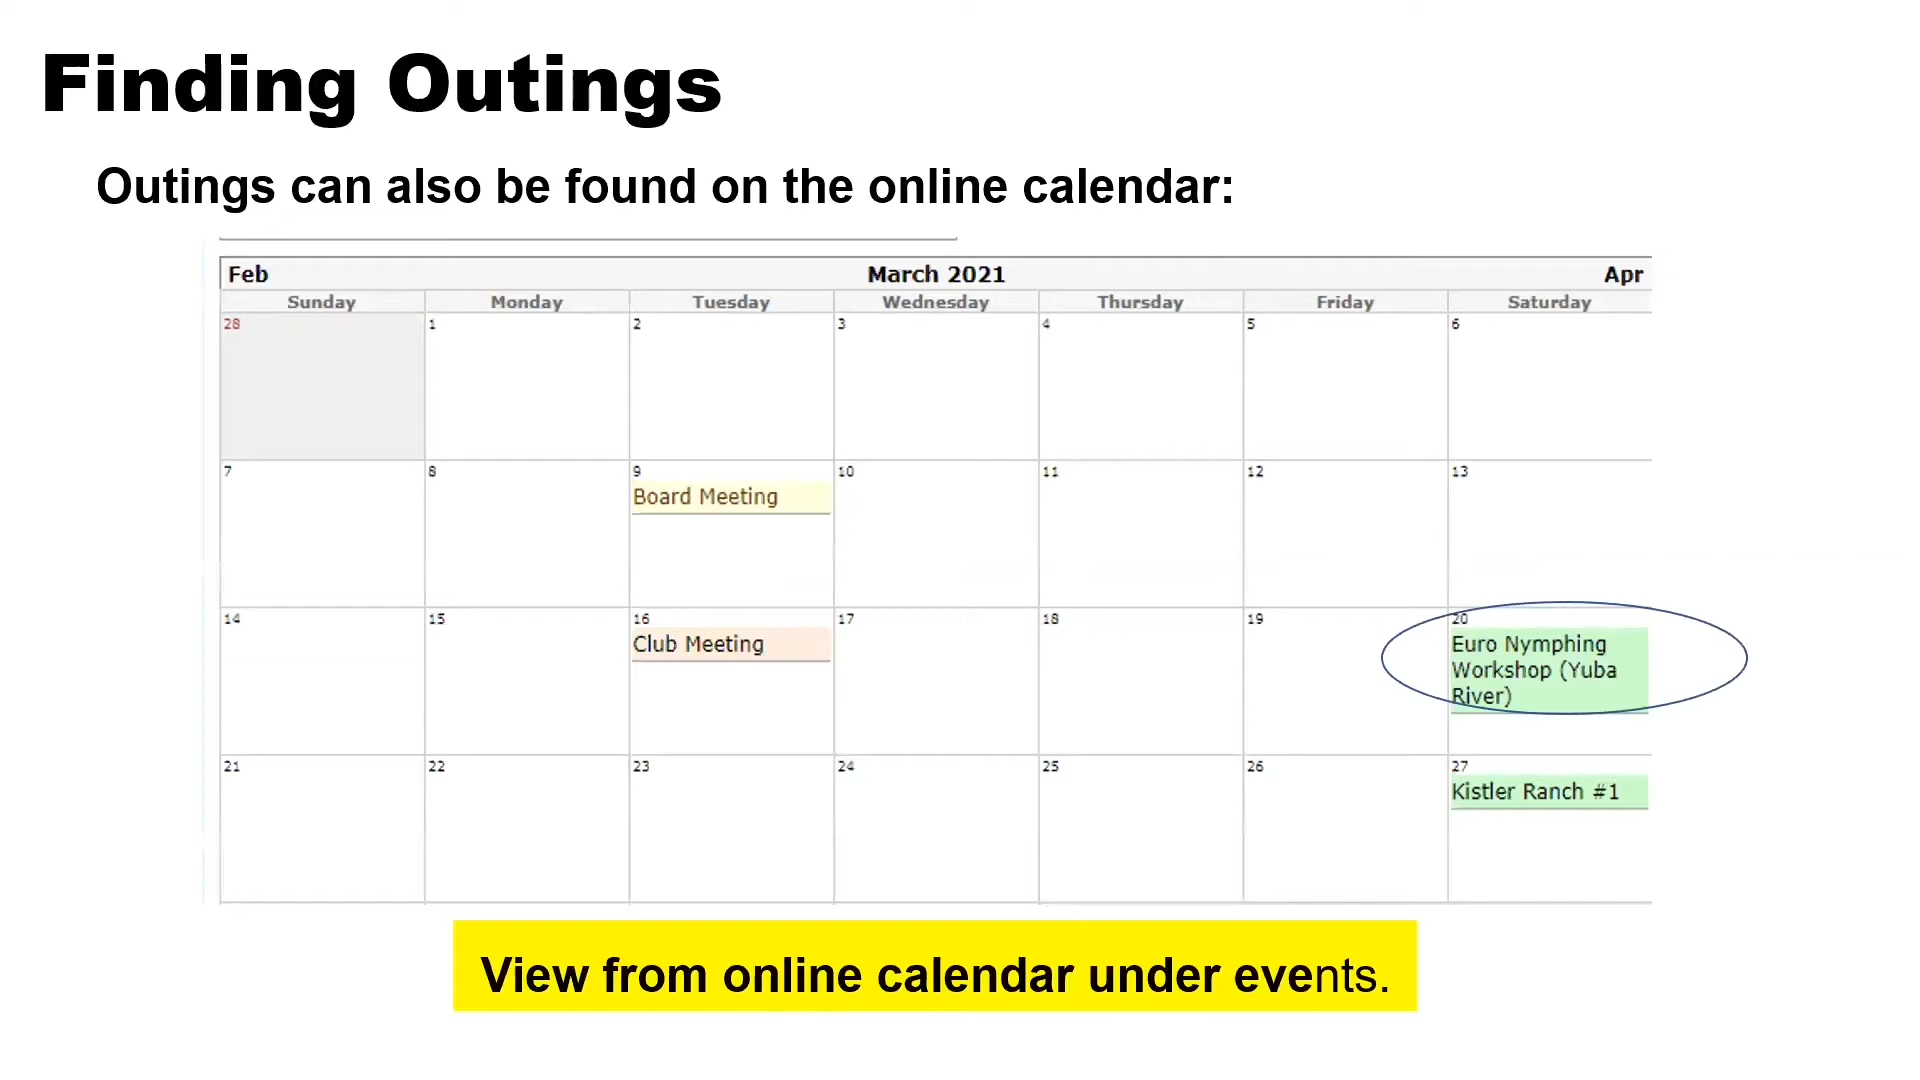 Finding Outings
Outings can also be found on the online calendar:
Feb March 2021 Apr
Sunday Monday Tuesday Wednesday Thursday Friday Saturday
28 1 2 3 4 5 6
7 8 9 10 11 12 13
Board Meeting
14 15 16 17 18 19 20
Club Meeting
Euro Nymphing
Workshop (Yuba
River)
21 22 23 24 25 26 27
Kistler Ranch #1
View from online calendar under events.